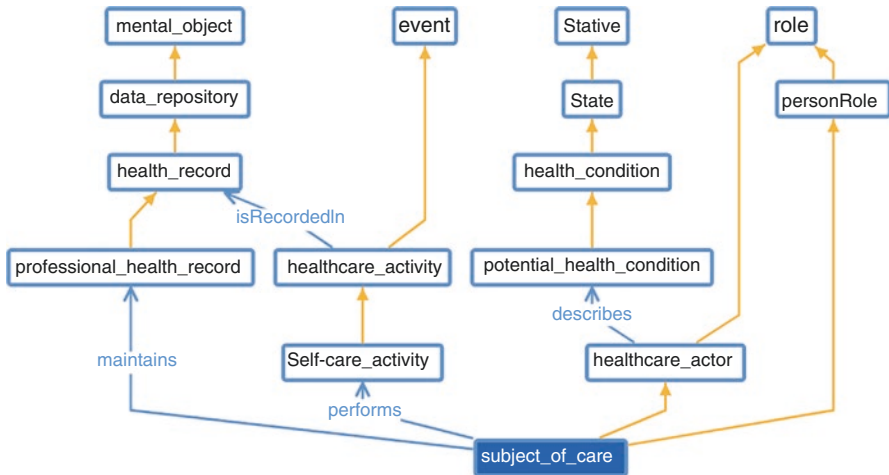 mental_object
event
Stative
role
data_repository
State
personRole
health_record
health_condition
isRecordedIn
professional_health_record
healthcare_activity
potential_health_condition
describes
maintains
Self-care_activity
healthcare_actor
performs
subject_of_care